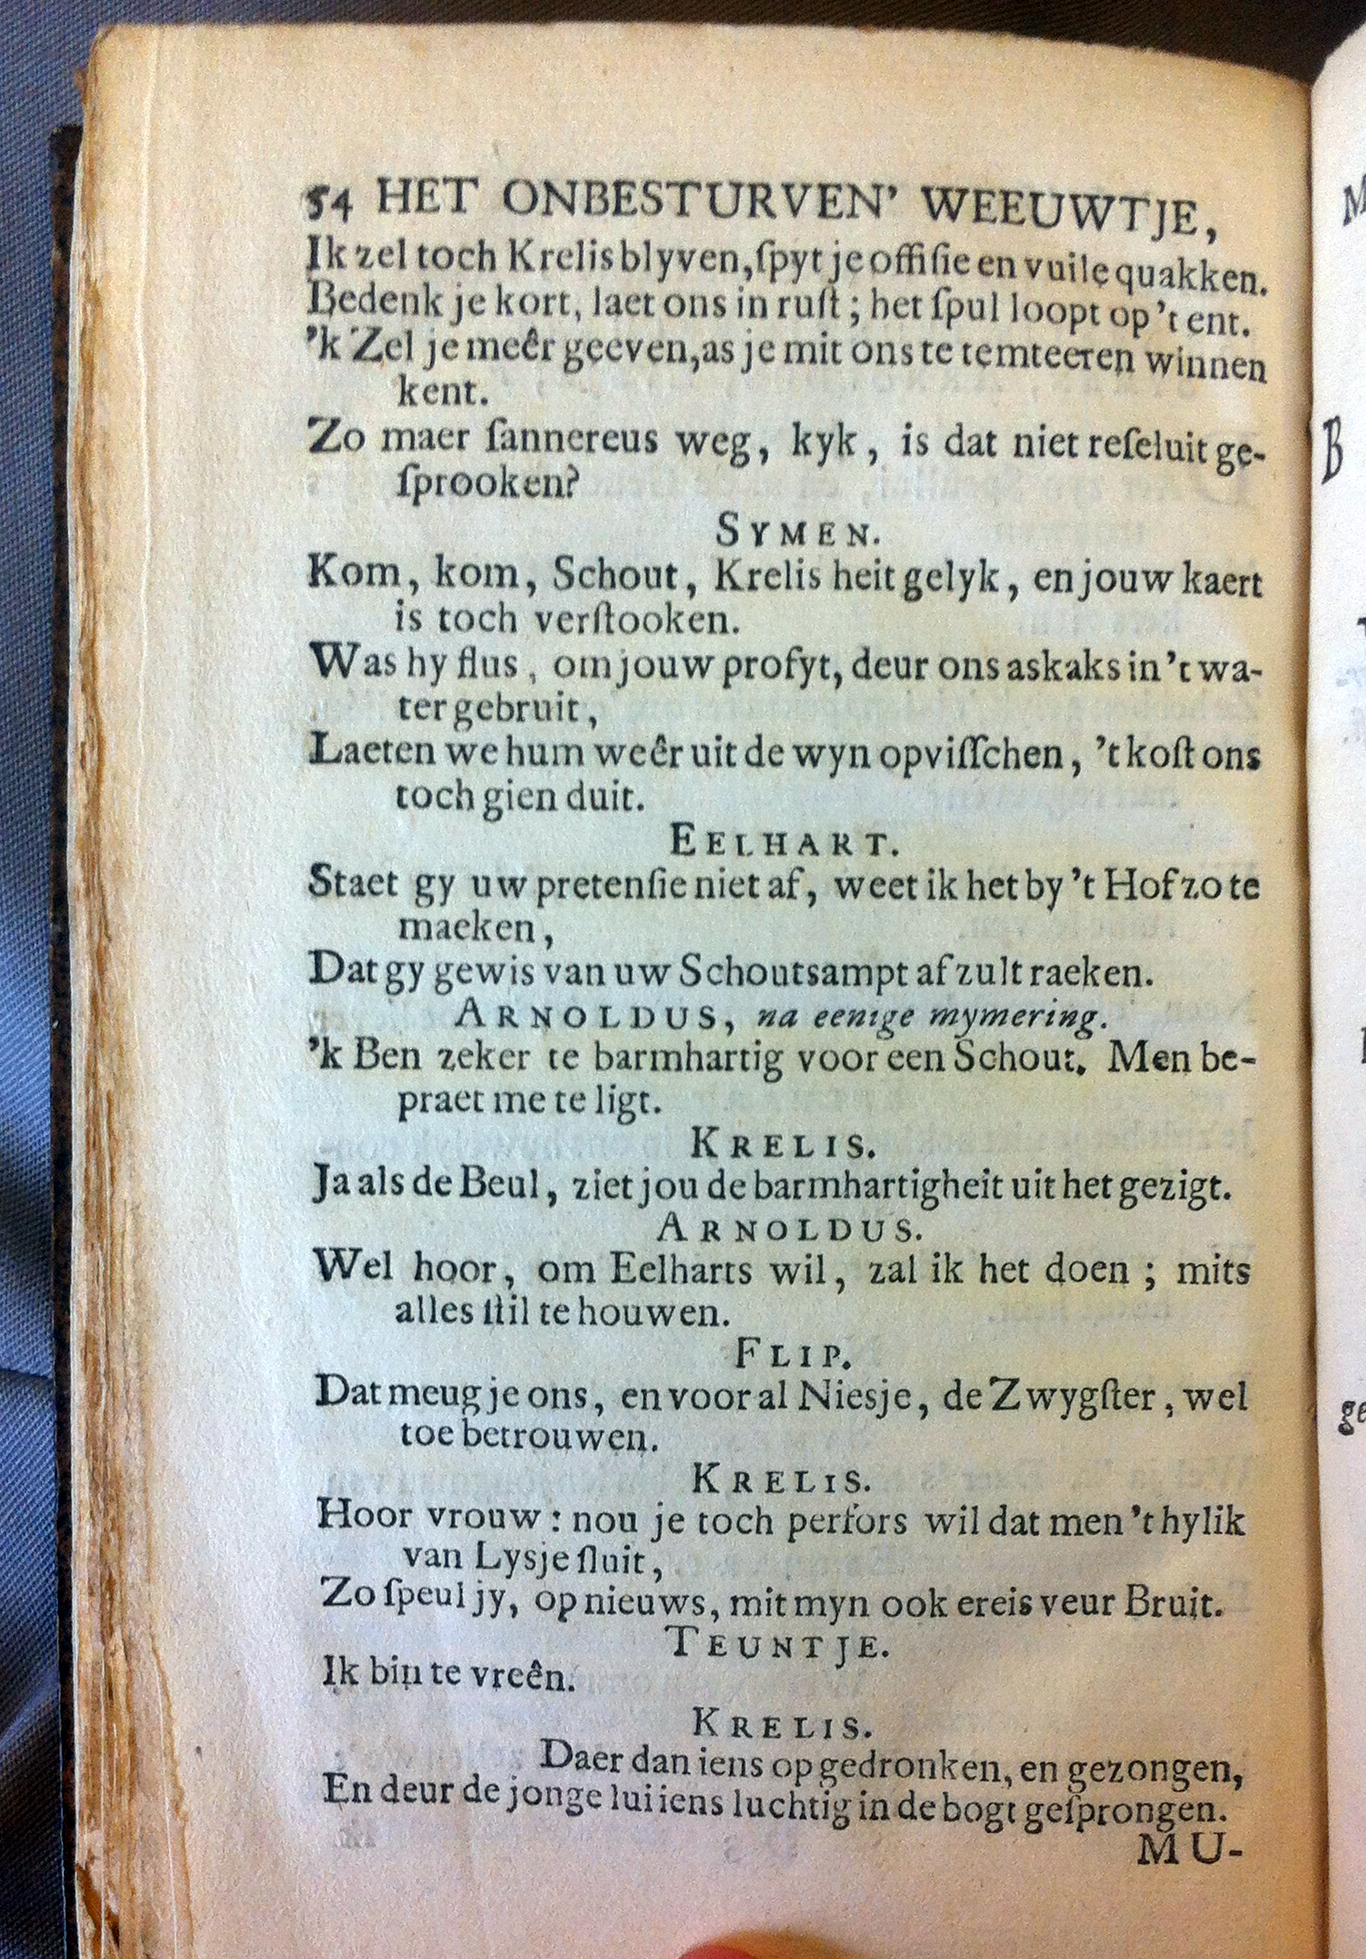 54 HET ONBESTURVEN' WEEUWTJE,
Ik zel toch Krelis blyven, ſpyt je offiſie en vuile quakken.
Bedenk je kort, laet ons in ruſt; het ſpul loopt op 't ent.
'k Zel je meêr geeven, as je mit ons te temteeren winnen
kent.
Zo maer ſannereus weg, kyk, is dat niet reſeluit ge-
ſprooken?
SYMEN.
Kom, kom, Schout, Krelis heit gelyk, en jouw kaert
is toch verſtooken.
Was hy flus, om jouw profyt, deur ons askaks in 't wa-
ter gebruit,
Laeten we hum weêr uit de wyn opviſſchen, 't koſt ons
toch gien duit.
EELHART.
Staet gy uw pretenſie niet af, weet ik het by 't Hof zo te
maeken,
Dat gy gewis van uw Schoutsampt af zult raeken.
ARNOLDUS, na eenige mymering.
'k Ben zeker te barmhartig voor een Schout. Men be-
praet me te ligt.
KRELIS.
Ja als de Beul, ziet jou de barmhartigheit uit het gezigt.
ARNOLDUS.
Wel hoor, om Eelharts wil, zal ik het doen; mits
alles ſtil te houwen.
FLIP.
Dat meug je ons, en voor al Niesje, de Zwygſter, wel
toe betrouwen.
KRELIS.
Hoor vrouw: nou je toch perfors wil dat men 't hylik
van Lysje ſluit,
Zo ſpeul jy, op nieuws, mit myn ook ereis veur Bruit.
TEUNTJE.
Ik bin te vreên.
KRELIS.
Daer dan iens op gedronken, en gezongen,
En deur de jonge lui iens luchtig in de bogt geſprongen.
MU-